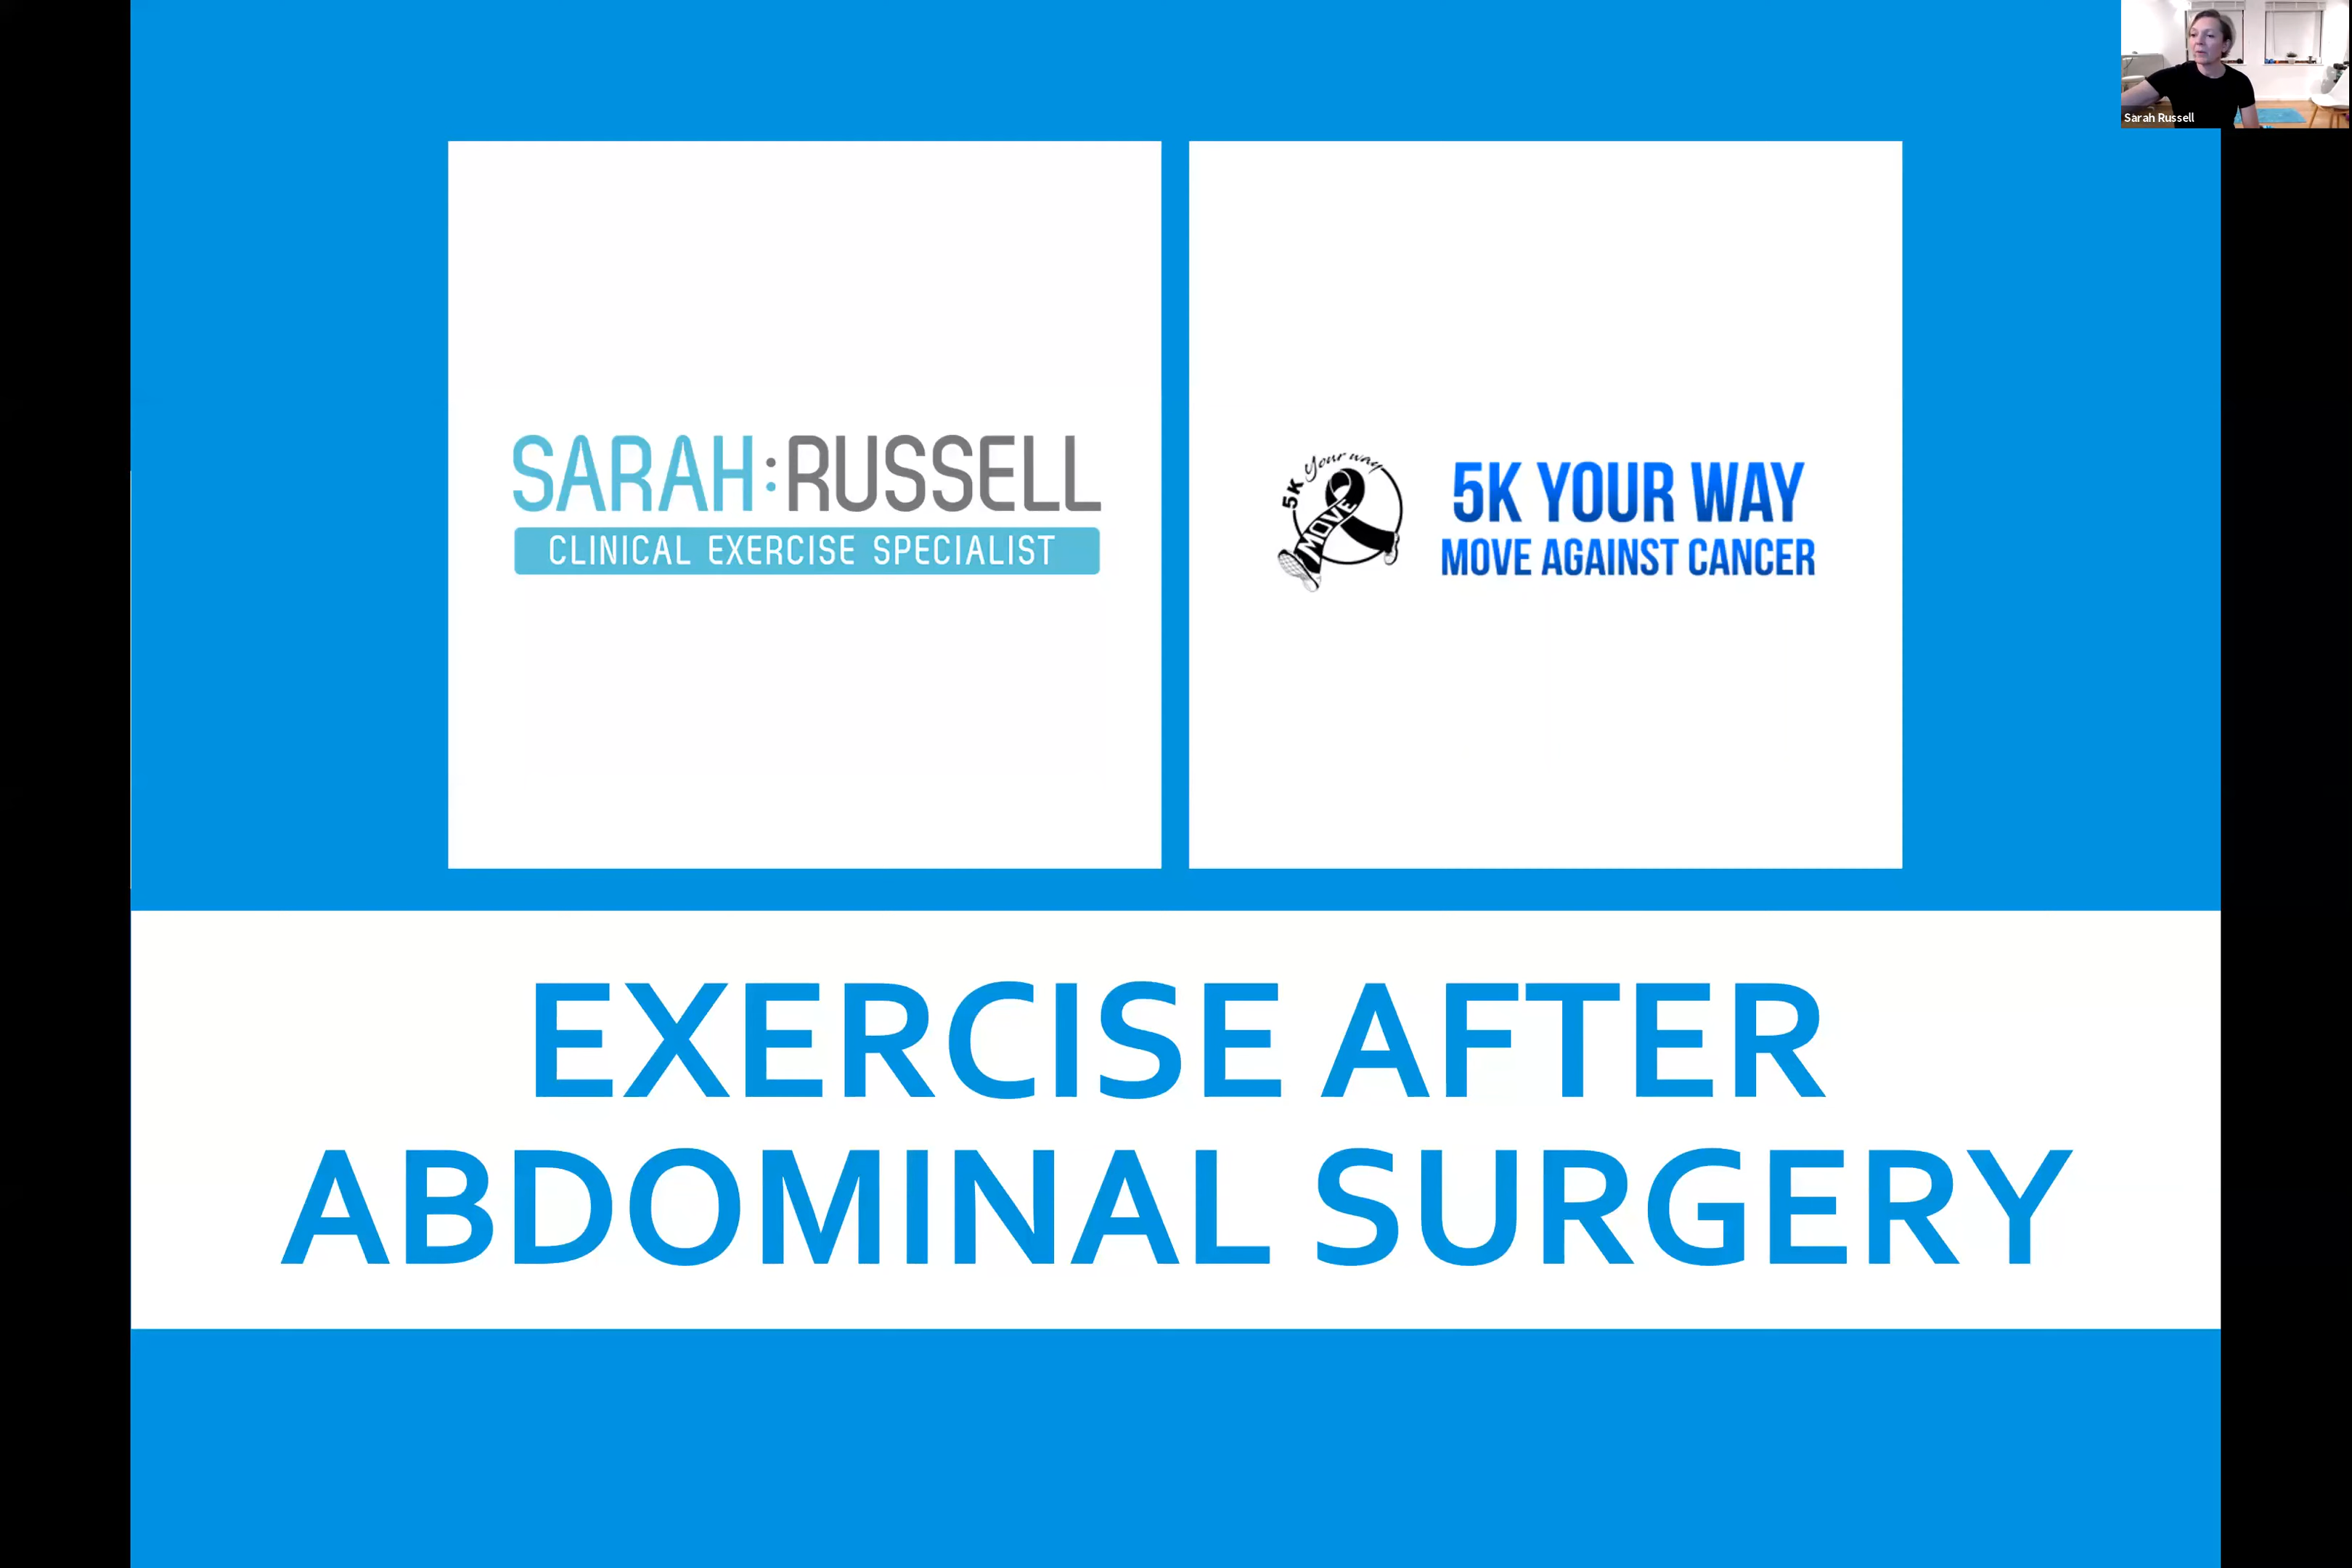 Sarah Russell
SARAH:RUSSELL
CLINICAL EXERCISE SPECIALIST
5K Your way
MOVE
5K YOUR WAY
MOVE AGAINST CANCER
EXERCISE AFTER
ABDOMINAL SURGERY